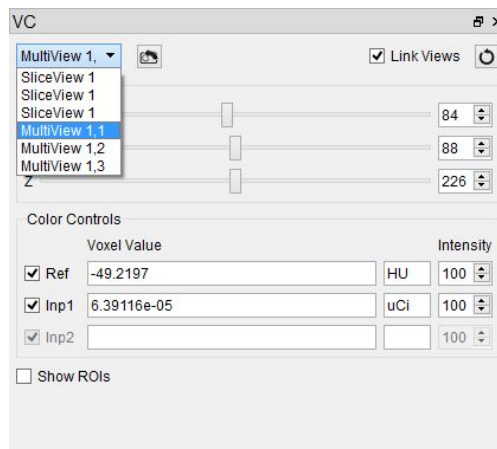 VC
MultiView 1,
Link Views
SliceView 1
SliceView 1
SliceView 1
MultiView 1,1
MultiView 1,2
MultiView 1,3
84
88
Z 226
Color Controls
Voxel Value Intensity
Ref -49.2197 HU 100
Inp1 6.39116e-05 uCi 100
Inp2 100
Show ROIs